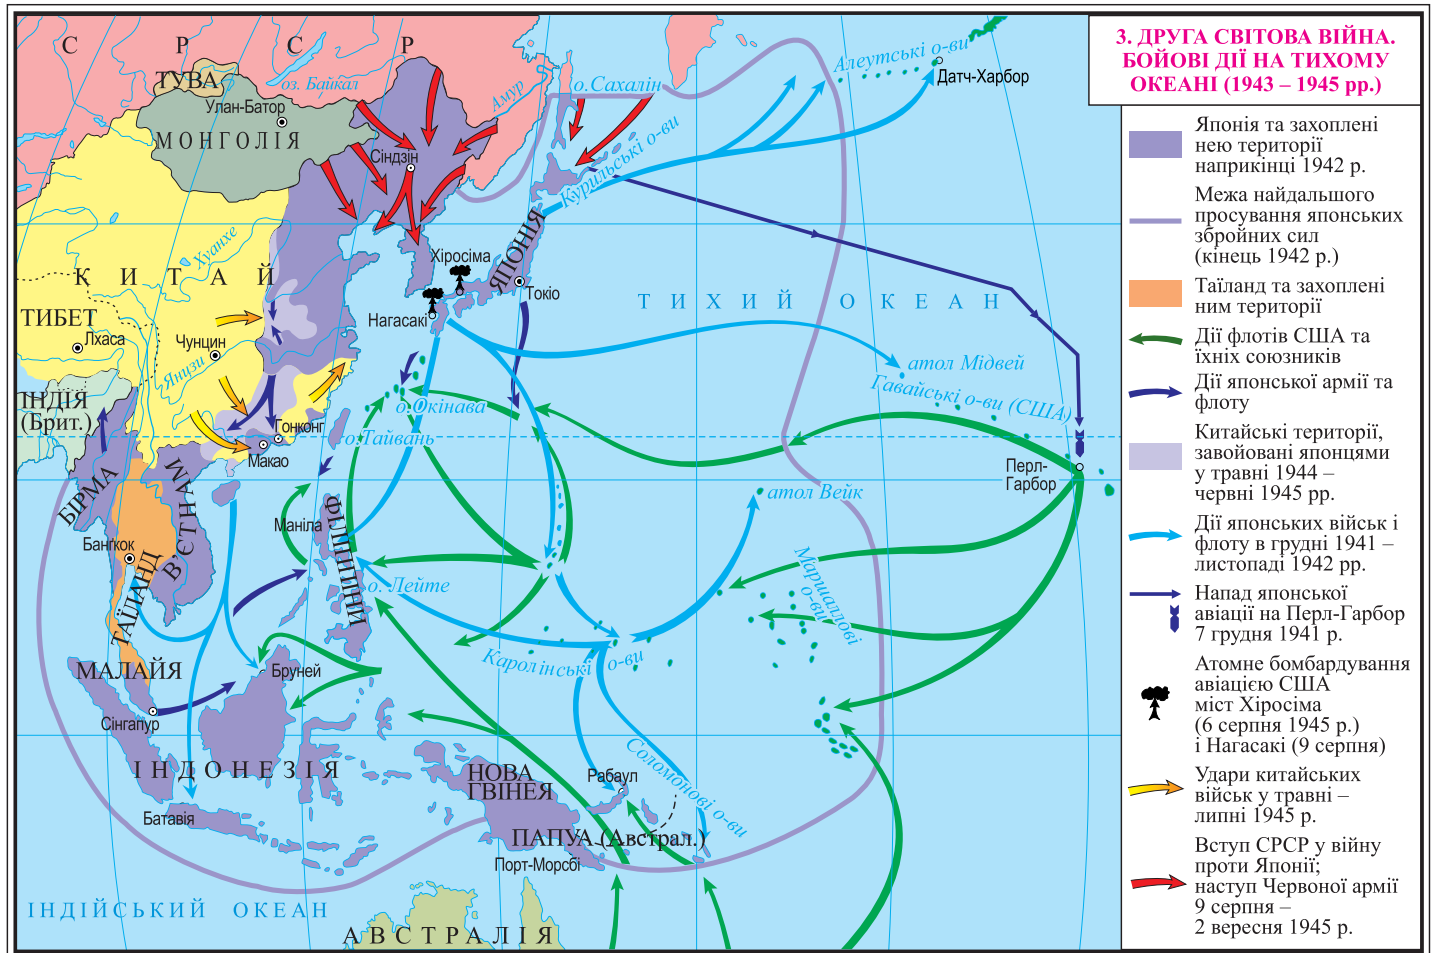 3. ДРУГА СВІТОВА ВІЙНА.
БОЙОВІ ДІЇ НА ТИХОМУ
ОКЕАНІ (1943 – 1945 рр.)
Японія та захоплені
нею території
наприкінці 1942 р.
Межа найдальшого
просування японських
збройних сил
(кінець 1942 р.)
Таїланд та захоплені
ним території
Дії флотів США та
їхніх союзників
Дії японської армії та
флоту
Китайські території,
завойовані японцями
у травні 1944 –
червні 1945 рр.
Дії японських військ і
флоту в грудні 1941 –
листопаді 1942 рр.
Напад японської
авіації на Перл-Гарбор
7 грудня 1941 р.
Атомне бомбардування
авіацією США
міст Хіросіма
(6 серпня 1945 р.)
і Нагасакі (9 серпня)
Удари китайських
військ у травні –
липні 1945 р.
Вступ СРСР у війну
проти Японії;
наступ Червоної армії
9 серпня –
2 вересня 1945 р.
С Р С Р
ТУВА
оз. Байкал
Улан-Батор
МОНГОЛІЯ
Амур
о.Сахалін
Алеутські о-ви
Датч-Харбор
Сіндзін
Курильські о-ви
Хуанхе
КИТАЙ
Хіросіма
ЯПОНІЯ
Токіо
ТИХИЙ ОКЕАН
ТИБЕТ
Лхаса
Чунцин
Нагасакі
Янцзи
атол Мідвей
Гавайські о-ви (США)
ІНДІЯ
(Брит.)
о.Окінава
Гонконг
о.Тайвань
Макао
Перл-
Гарбор
БІРМА
В'ЄТНАМ
атол Вейк
Маніла
ФІЛІППІНИ
Бангкок
ТАЇЛАНД
о. Лейте
Маршаллові
о-ви
Каролінські о-ви
МАЛАЙЯ
Бруней
Сінгапур
ІНДОНЕЗІЯ
Соломонові о-ви
НОВА
ГВІНЕЯ
Рабаул
Батавія
ПАПУА (Австрал.)
Порт-Морсбі
ІНДІЙСЬКИЙ ОКЕАН
АВСТРАЛІЯ